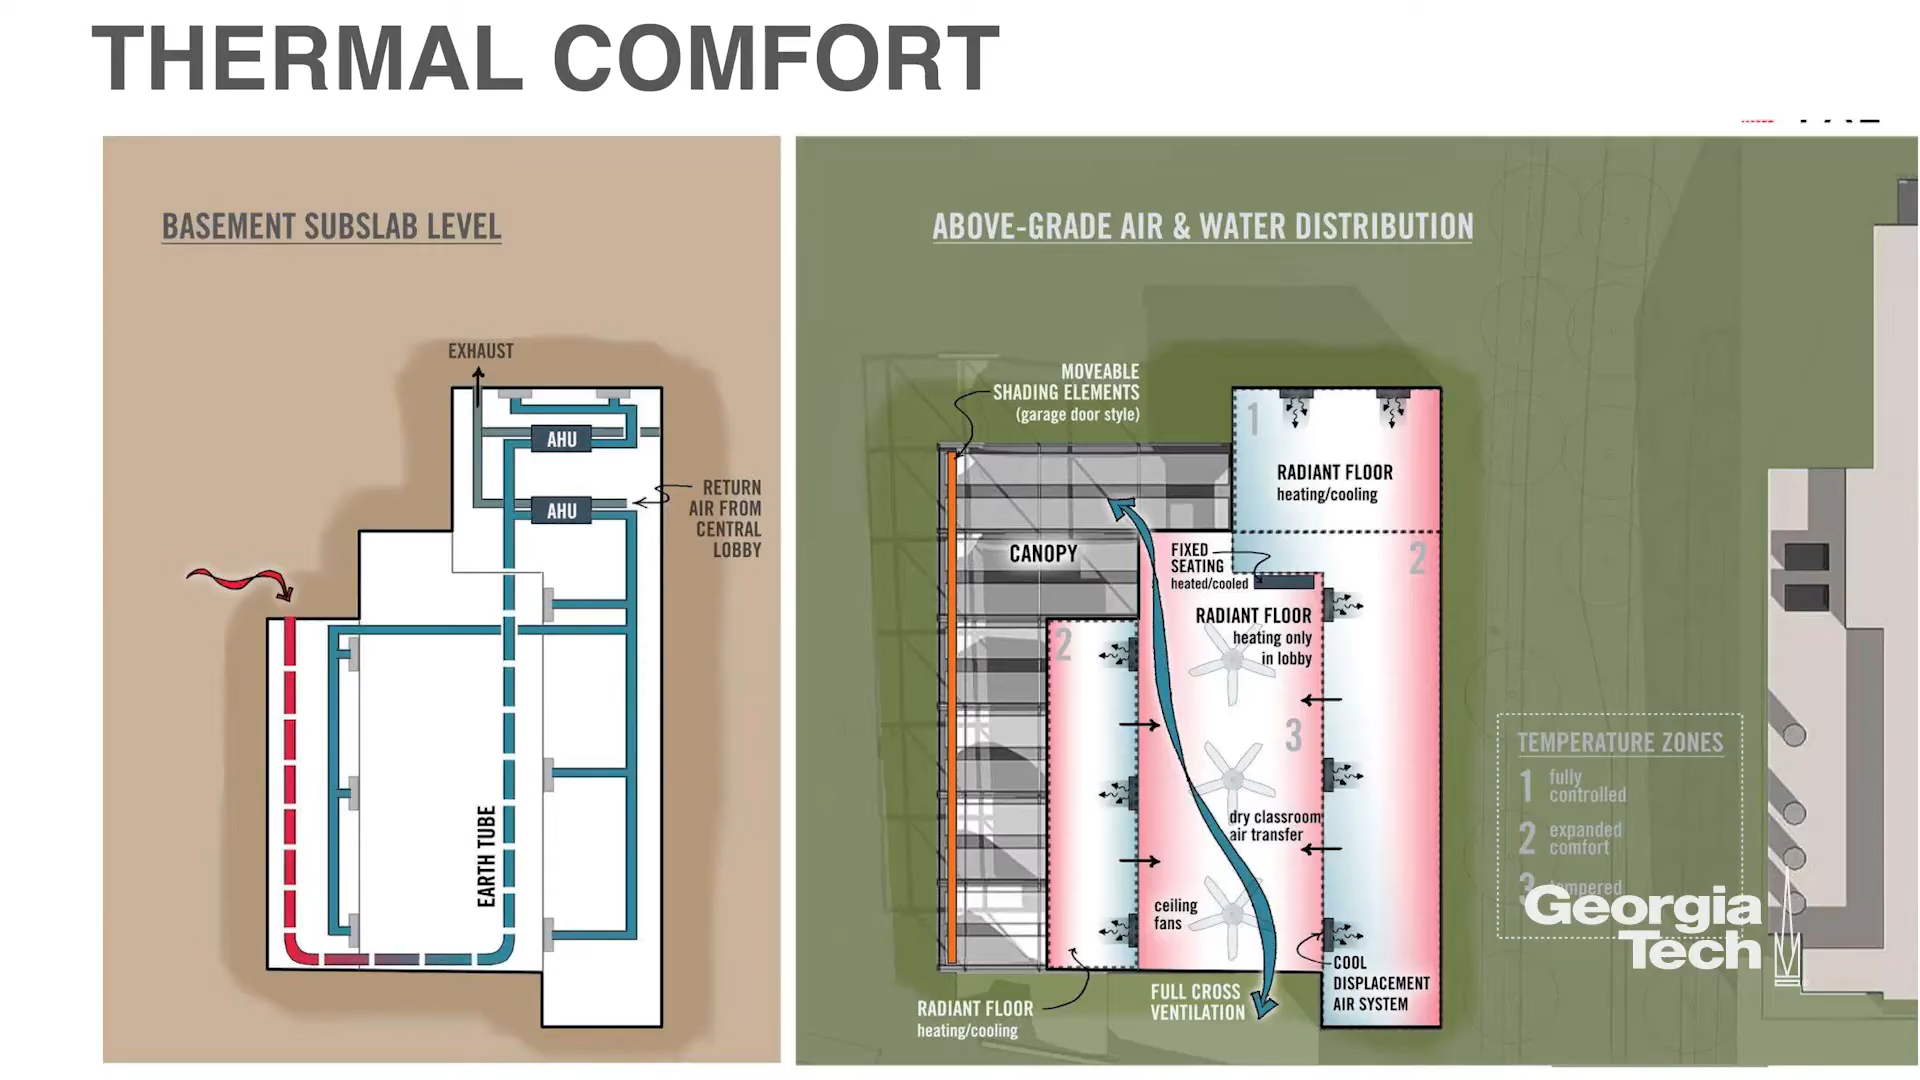 THERMAL COMFORT
BASEMENT SUBSLAB LEVEL
EXHAUST
AHU
AHU
RETURN
AIR FROM
CENTRAL
LOBBY
EARTH TUBE
ABOVE-GRADE AIR & WATER DISTRIBUTION
MOVEABLE
SHADING ELEMENTS
(garage door style)
1
RADIANT FLOOR
heating/cooling
CANOPY
FIXED
SEATING
heated/cooled
2
RADIANT FLOOR
heating only
in lobby
2
3
dry classroom
air transfer
ceiling
fans
COOL
DISPLACEMENT
AIR SYSTEM
FULL CROSS
VENTILATION
RADIANT FLOOR
heating/cooling
TEMPERATURE ZONES
1 fully
controlled
2 expanded
comfort
3 tempered
Georgia
Tech